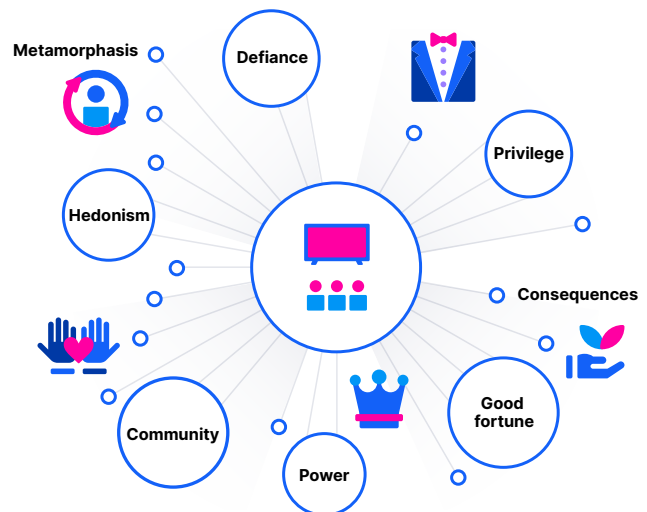 Metamorphasis
Defiance
Privilege
Hedonism
Consequences
Good
fortune
Community
Power